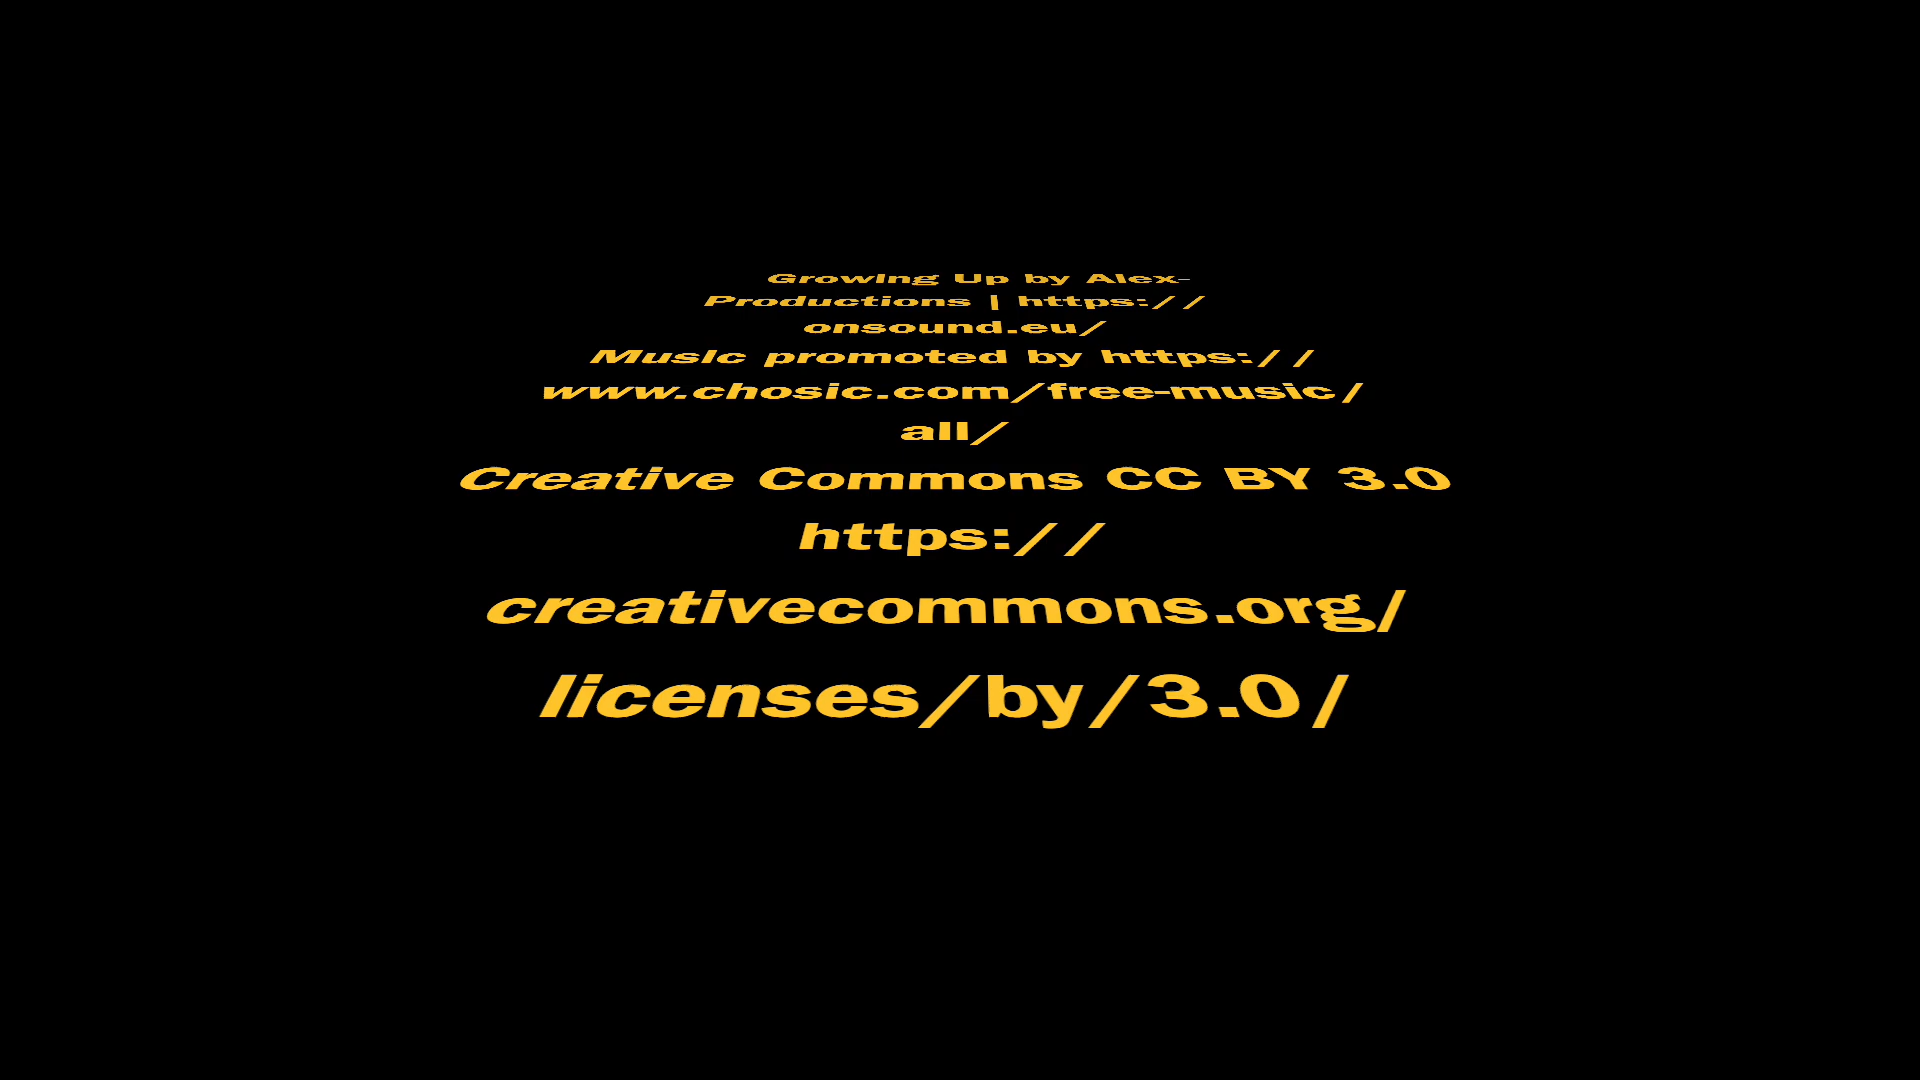 Growing Up by Alex-
Productions | https://
onsound.eu/
Music promoted by https://
www.chosic.com/free-music/
all/
Creative Commons CC BY 3.0
https://
creativecommons.org/
licenses/by/3.0/